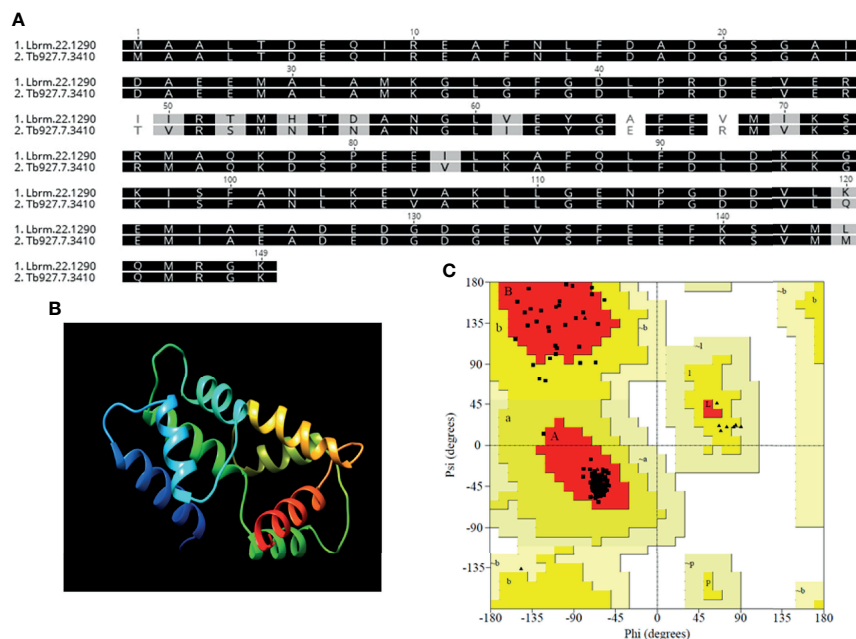 A
1 10 20
1. Lbrm.22.1290 M A A L T D E Q I R E A F N L F D A D G S G A I
2. Tb927.7.3410 M A A L T D E Q I R E A F N L F D A D G S G A I
30 40
1. Lbrm.22.1290 D A E E M A L A M K G L G F G D L P R D E V E R
2. Tb927.7.3410 D A E E M A L A M K G L G F G D L P R D E V E R
50 60 70
1. Lbrm.22.1290 I I R T M H T D A N G L V E Y G A F E V M I K S
2. Tb927.7.3410 T V R S M N T N A N G L I E Y G E F E R M V K S
80 90
1. Lbrm.22.1290 R M A Q K D S P E E I L K A F Q L F D L D K K G
2. Tb927.7.3410 R M A Q K D S P E E V L K A F Q L F D L D K K G
100 110 120
1. Lbrm.22.1290 K I S F A N L K E V A K L L G E N P G D D V L K
2. Tb927.7.3410 K I S F A N L K E V A K L L G E N P G D D V L Q
130 140
1. Lbrm.22.1290 E M I A E A D E D G D G E V S F E E F K S V M L
2. Tb927.7.3410 E M I A E A D E D G D G E V S F E E F K S V M M
149
1. Lbrm.22.1290 Q M R G K
2. Tb927.7.3410 Q M R G K
B
C
180
135
90
45
0
-45
-90
-135
Psi (degrees)
B
b
~b
~b
b
~l
l
L
a
A
~a
~b
b
~p
p
~b
-180 -135 -90 -45 0 45 90 135 180
Phi (degrees)